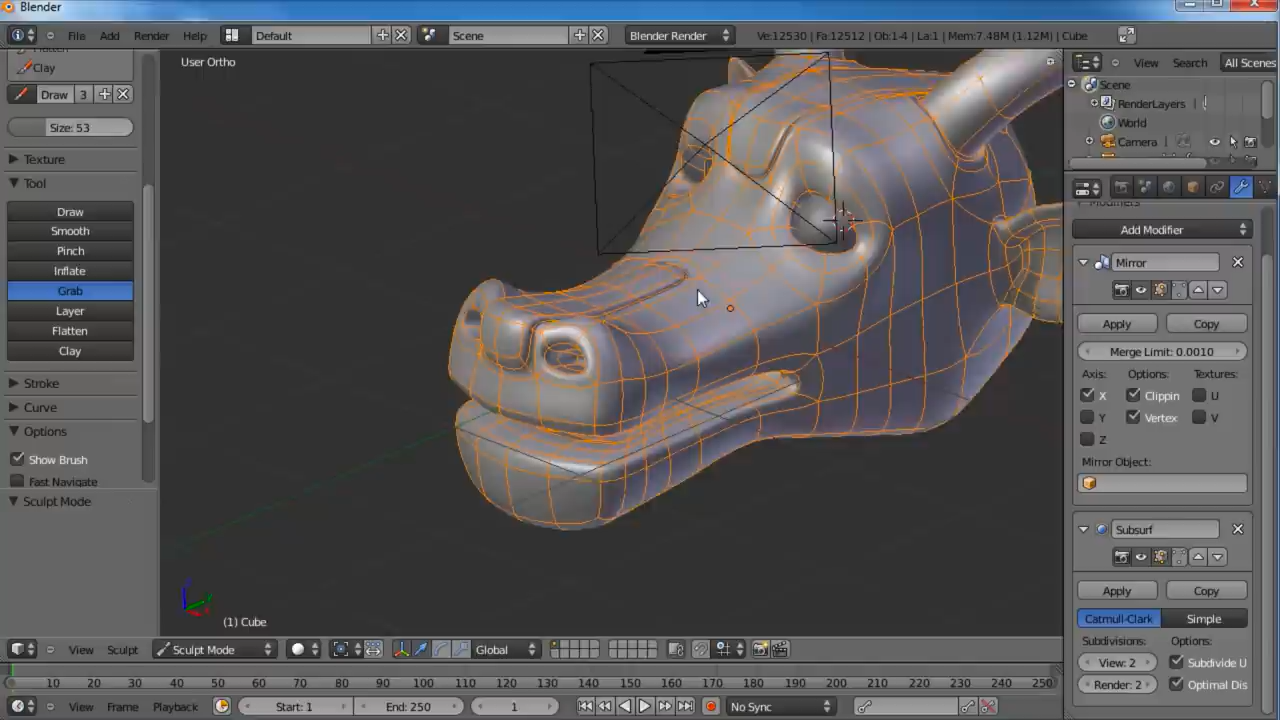 Blender
File Add Render Help Default Scene Blender Render Ve:12530 | Fa:12512 | Ob:1-4 | La:1 | Mem:7.48M (1.12M) | Cube
Clay
Draw 3
Size: 53
Texture
Tool
Draw
Smooth
Pinch
Inflate
Grab
Layer
Flatten
Clay
Stroke
Curve
Options
Show Brush
Fast Navigate
Sculpt Mode
User Ortho
(1) Cube
View Search All Scenes
Scene
RenderLayers
World
Camera
Modifiers
Add Modifier
Mirror
Apply Copy
Merge Limit: 0.0010
Axis: Options: Textures:
X Clippin U
Y Vertex V
Z
Mirror Object:
Subsurf
Apply Copy
Catmull-Clark Simple
Subdivisions: Options:
View: 2 Subdivide U
Render: 2 Optimal Dis
View Sculpt Sculpt Mode Global
10 20 30 40 50 60 70 80 90 100 110 120 130 140 150 160 170 180 190 200 210 220 230 240 250
View Frame Playback Start: 1 End: 250 1 No Sync